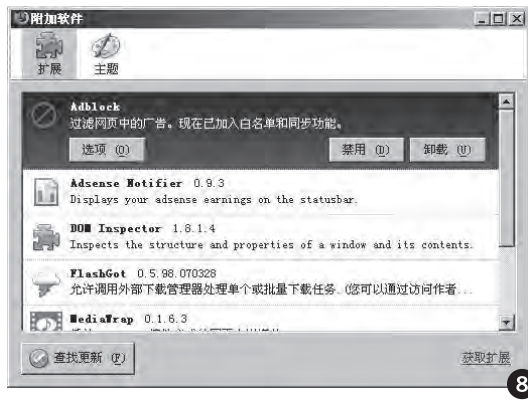 附加软件
扩展 主题
Adblock
过滤网页中的广告。现在已加入白名单和同步功能。
选项 (O) 禁用 (D) 卸载 (U)
Adsense Notifier 0.9.3
Displays your adsense earnings on the statusbar.
DOM Inspector 1.8.1.4
Inspects the structure and properties of a window and its contents.
FlashGot 0.5.98.070328
允许调用外部下载管理器处理单个或批量下载任务. (您可以通过访问作者...
MediaWrap 0.1.6.3
查找更新 (F) 获取扩展
8